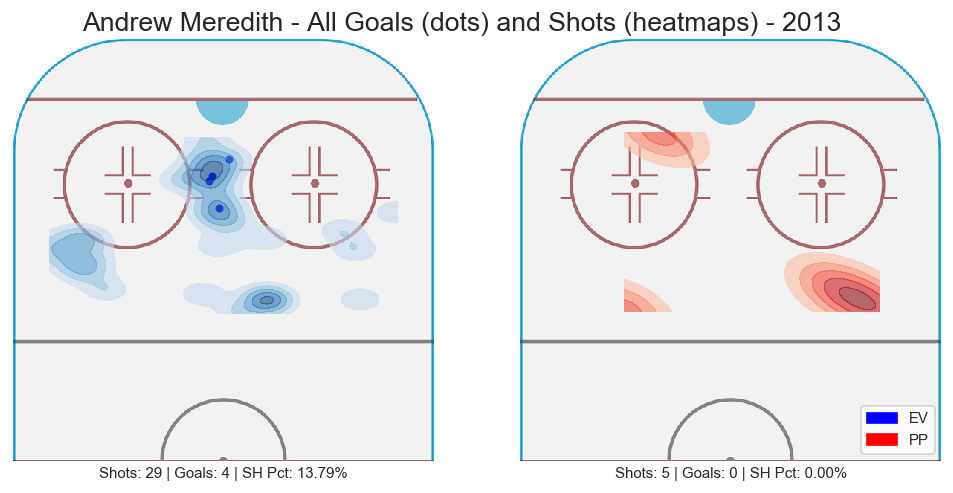 Andrew Meredith - All Goals (dots) and Shots (heatmaps) - 2013
EV
PP
Shots: 29 | Goals: 4 | SH Pct: 13.79%
Shots: 5 | Goals: 0 | SH Pct: 0.00%